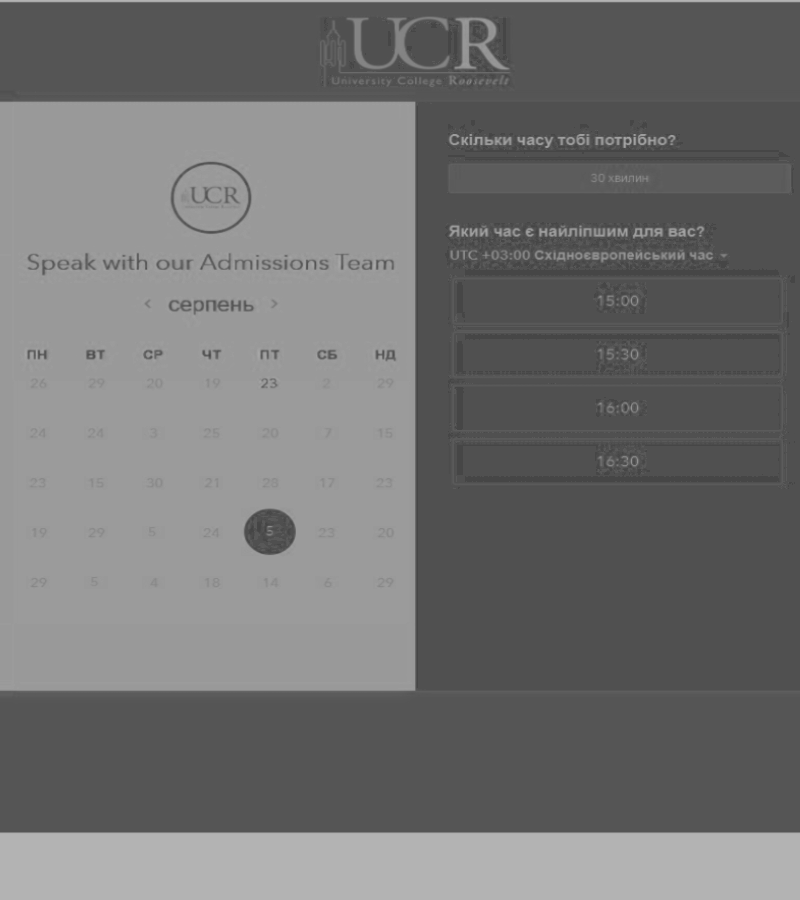 UCR
University College Roosevelt
UCR
Speak with our Admissions Team
< серпень >
ПН ВТ СР ЧТ ПТ СБ НД
26 29 20 19 23 2 29
24 24 3 25 20 7 15
23 15 30 21 28 17 23
19 29 5 24 5 23 20
29 5 4 18 14 6 29
Скільки часу тобі потрібно?
30 хвилин
Який час є найліпшим для вас?
UTC +03:00 Східноєвропейський час
15:00
15:30
16:00
16:30